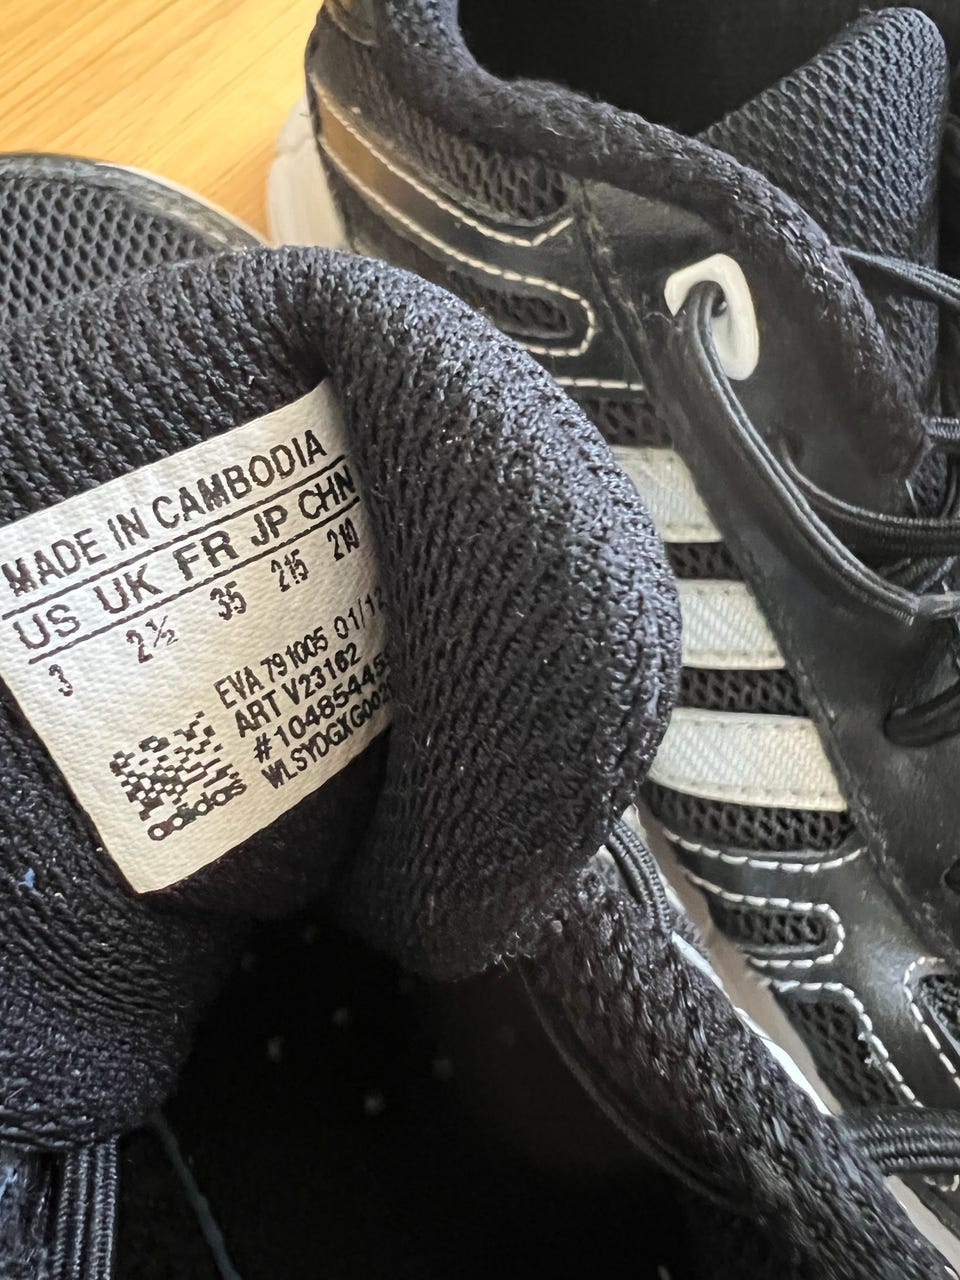 MADE IN CAMBODIA
US UK FR JP CHN
3 2½ 35 215 210
EVA 791005 01/12
ART V23162
adidas